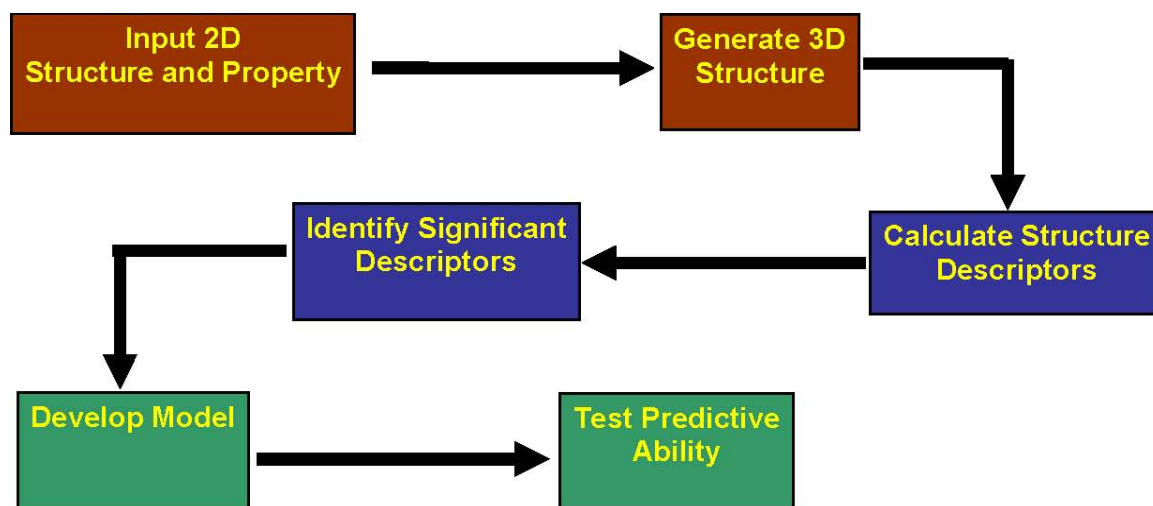 Input 2D
Structure and Property
Generate 3D
Structure
Calculate Structure
Descriptors
Identify Significant
Descriptors
Develop Model
Test Predictive
Ability